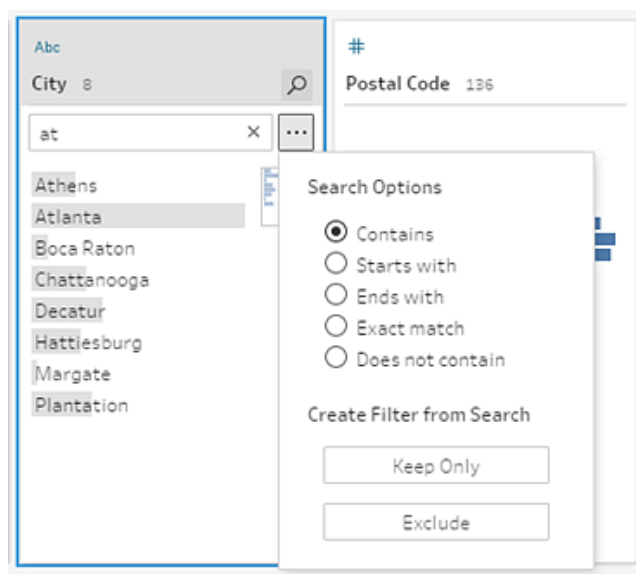 Abc
City 8
at
Athens
Atlanta
Boca Raton
Chattanooga
Decatur
Hattiesburg
Margate
Plantation
#
Postal Code 136
Search Options
Contains
Starts with
Ends with
Exact match
Does not contain
Create Filter from Search
Keep Only
Exclude